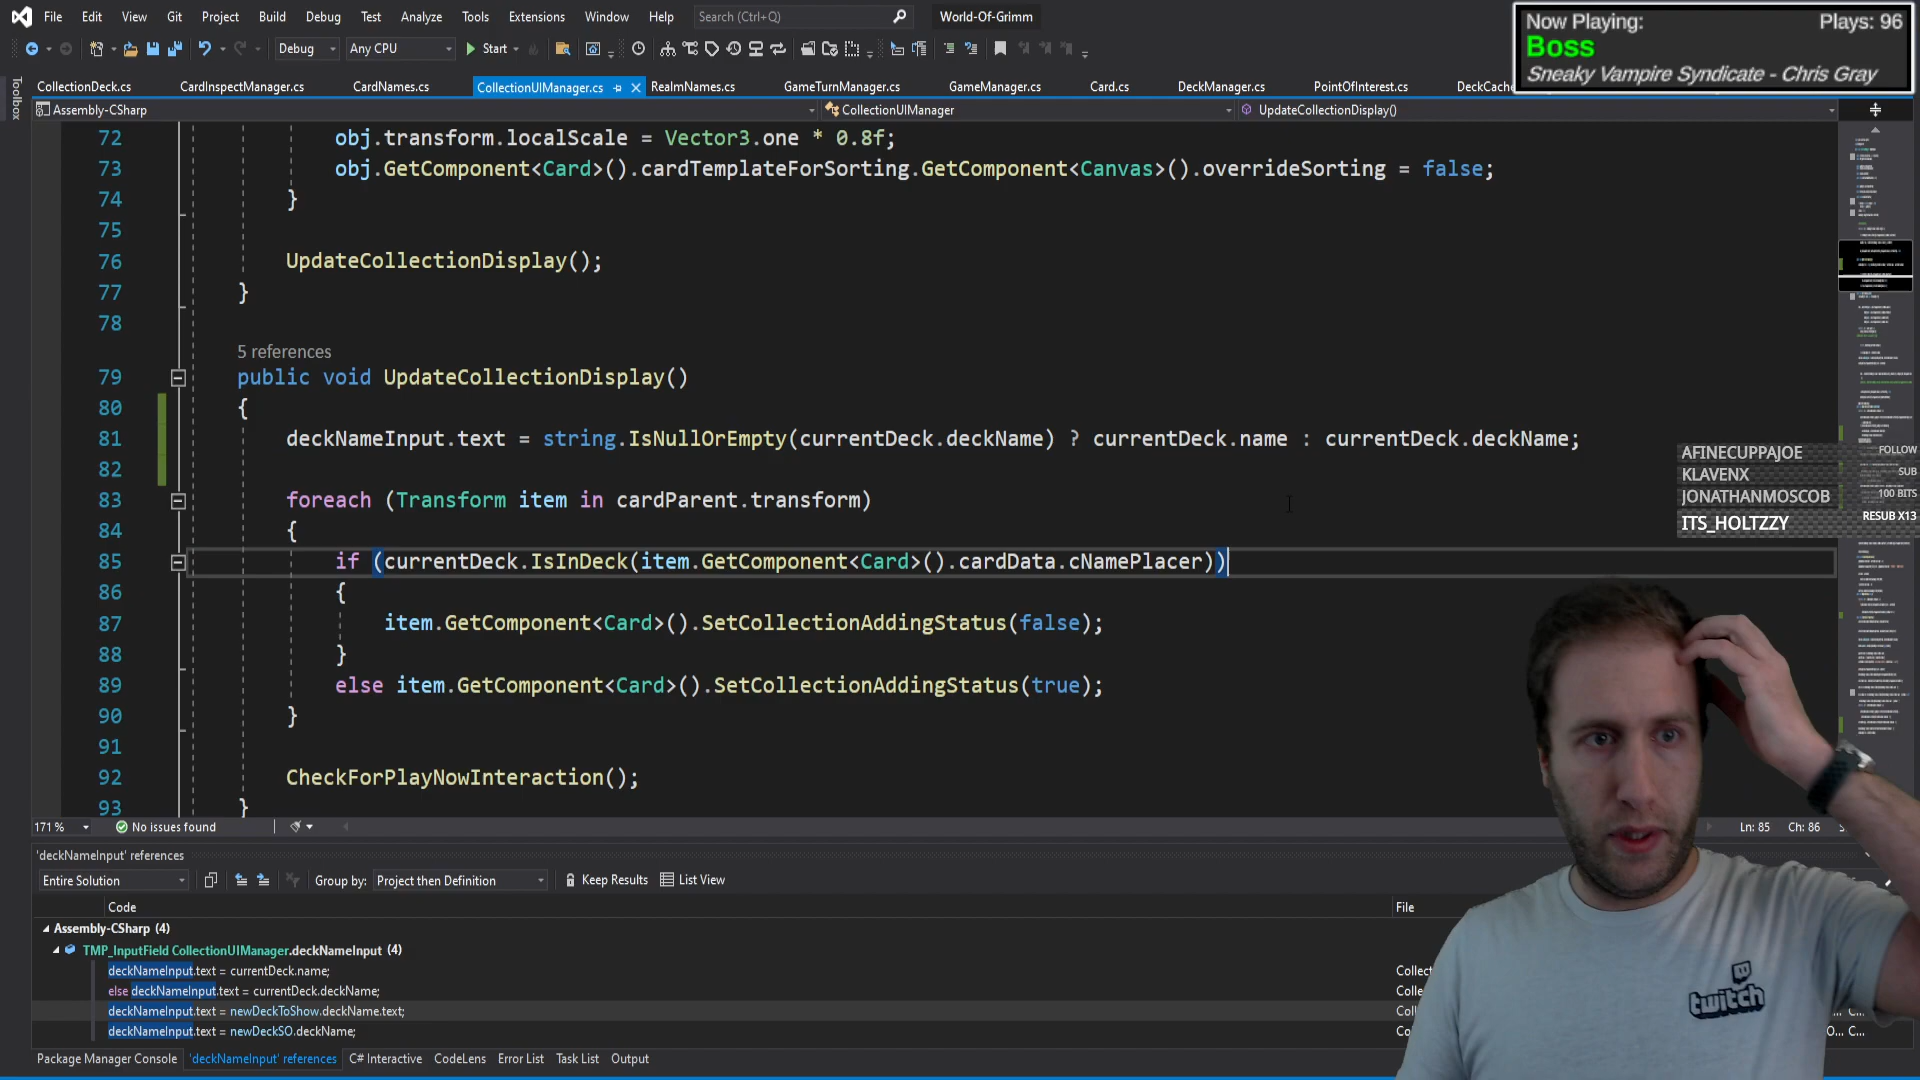 File Edit View Git Project Build Debug Test Analyze Tools Extensions Window Help Search (Ctrl+Q) World-Of-Grimm
Now Playing: Plays: 96
Boss
Sneaky Vampire Syndicate - Chris Gray
Debug Any CPU Start
Toolbox
CollectionDeck.cs CardInspectManager.cs CardNames.cs CollectionUIManager.cs RealmNames.cs GameTurnManager.cs GameManager.cs Card.cs DeckManager.cs PointOfInterest.cs DeckCach
Assembly-CSharp CollectionUIManager UpdateCollectionDisplay()
72 obj.transform.localScale = Vector3.one * 0.8f;
73 obj.GetComponent<Card>().cardTemplateForSorting.GetComponent<Canvas>().overrideSorting = false;
74 }
75
76 UpdateCollectionDisplay();
77 }
78
5 references
79 public void UpdateCollectionDisplay()
80 {
81 deckNameInput.text = string.IsNullOrEmpty(currentDeck.deckName) ? currentDeck.name : currentDeck.deckName;
82
83 foreach (Transform item in cardParent.transform)
84 {
85 if (currentDeck.IsInDeck(item.GetComponent<Card>().cardData.cNamePlacer))
86 {
87 item.GetComponent<Card>().SetCollectionAddingStatus(false);
88 }
89 else item.GetComponent<Card>().SetCollectionAddingStatus(true);
90 }
91
92 CheckForPlayNowInteraction();
93 }
AFINECUPPAJOE FOLLOW
KLAVENX SUB
JONATHANMOSCOB 100 BITS
ITS_HOLTZZY RESUB X13
171 % No issues found Ln: 85 Ch: 86
'deckNameInput' references
Entire Solution Group by: Project then Definition Keep Results List View
Code File
Assembly-CSharp (4)
TMP_InputField CollectionUIManager.deckNameInput (4)
deckNameInput.text = currentDeck.name; Collect
else deckNameInput.text = currentDeck.deckName; Colle
deckNameInput.text = newDeckToShow.deckName.text; Coll
deckNameInput.text = newDeckSO.deckName; Coll O... C...
Package Manager Console 'deckNameInput' references C# Interactive CodeLens Error List Task List Output
twitch